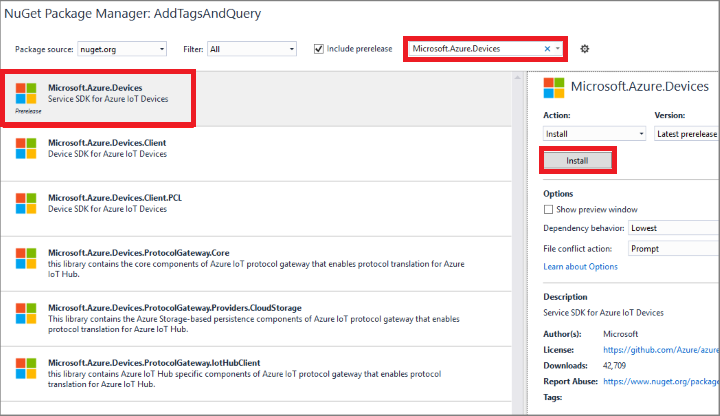 NuGet Package Manager: AddTagsAndQuery
Package source: nuget.org Filter: All Include prerelease Microsoft.Azure.Devices
Microsoft.Azure.Devices
Service SDK for Azure IoT Devices
Prerelease
Microsoft.Azure.Devices.Client
Device SDK for Azure IoT Devices
Microsoft.Azure.Devices.Client.PCL
Device SDK for Azure IoT Devices
Microsoft.Azure.Devices.ProtocolGateway.Core
this library contains the core components of Azure IoT protocol gateway that enables protocol translation for Azure
IoT Hub.
Microsoft.Azure.Devices.ProtocolGateway.Providers.CloudStorage
This library contains the Azure Storage-based persistence components of Azure IoT protocol gateway that enables
protocol translation for Azure IoT Hub.
Microsoft.Azure.Devices.ProtocolGateway.IotHubClient
this library contains Azure IoT Hub specific components of Azure IoT protocol gateway that enables protocol
translation for Azure IoT Hub.
Microsoft.Azure.Devices
Action: Version:
Install Latest prerelease
Install
Options
Show preview window
Dependency behavior: Lowest
File conflict action: Prompt
Learn about Options
Description
Service SDK for Azure IoT Devices
Author(s): Microsoft
License: https://github.com/Azure/azure
Downloads: 42,709
Report Abuse: https://www.nuget.org/package
Tags: